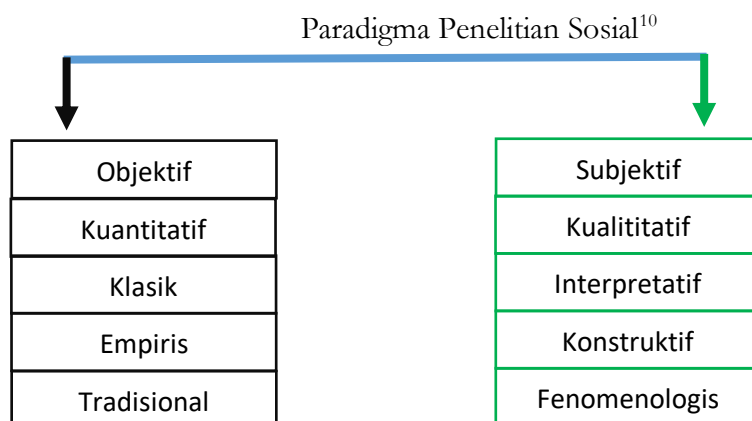 Paradigma Penelitian Sosial10
Objektif
Kuantitatif
Klasik
Empiris
Tradisional
Subjektif
Kualititatif
Interpretatif
Konstruktif
Fenomenologis